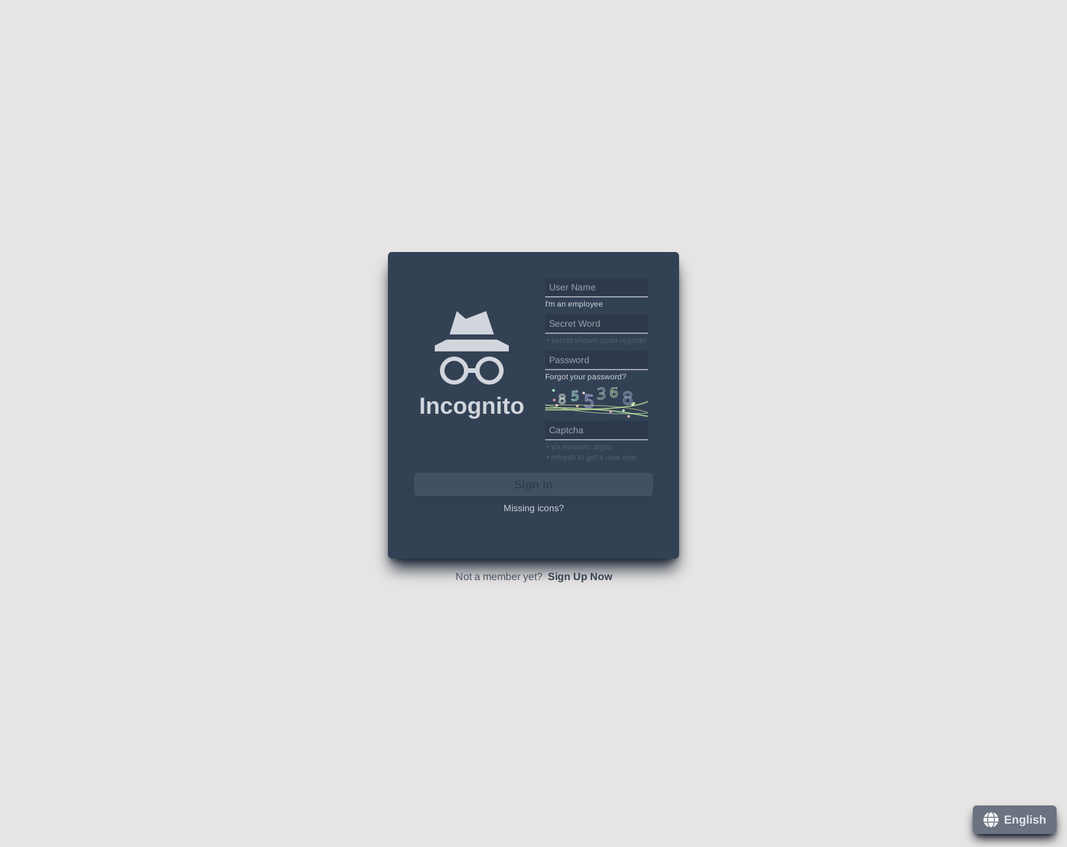 User Name
I'm an employee
Secret Word
• secret shown upon register
Password
Forgot your password?
855368
Incognito
Captcha
• six numeric digits
• refresh to get a new one
Sign In
Missing icons?
Not a member yet? Sign Up Now
English